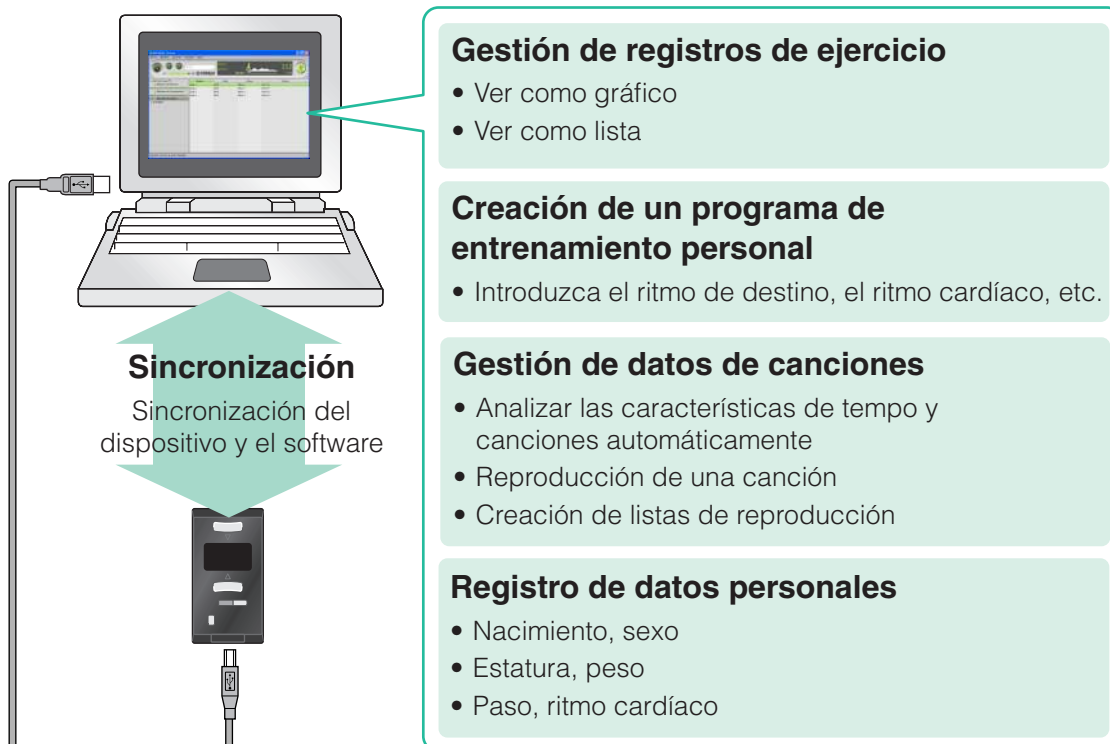 Gestión de registros de ejercicio
• Ver como gráfico
• Ver como lista
Creación de un programa de
entrenamiento personal
• Introduzca el ritmo de destino, el ritmo cardíaco, etc.
Sincronización
Sincronización del
dispositivo y el software
Gestión de datos de canciones
• Analizar las características de tempo y
canciones automáticamente
• Reproducción de una canción
• Creación de listas de reproducción
Registro de datos personales
• Nacimiento, sexo
• Estatura, peso
• Paso, ritmo cardíaco